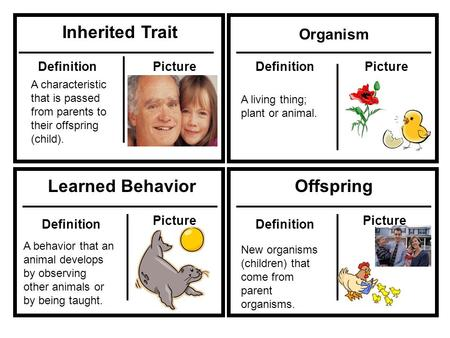 Inherited Trait
Definition
Picture
A characteristic
that is passed
from parents to
their offspring
(child).
Organism
Definition
Picture
A living thing;
plant or animal.
Learned Behavior
Definition
Picture
A behavior that an
animal develops
by observing
other animals or
by being taught.
Offspring
Definition
Picture
New organisms
(children) that
come from
parent
organisms.